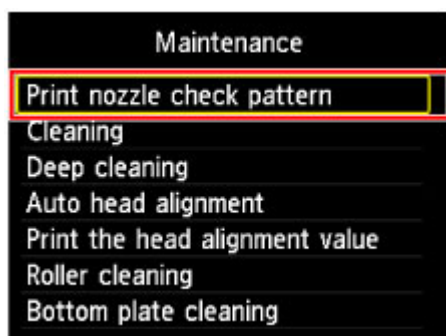 Maintenance
Print nozzle check pattern
Cleaning
Deep cleaning
Auto head alignment
Print the head alignment value
Roller cleaning
Bottom plate cleaning